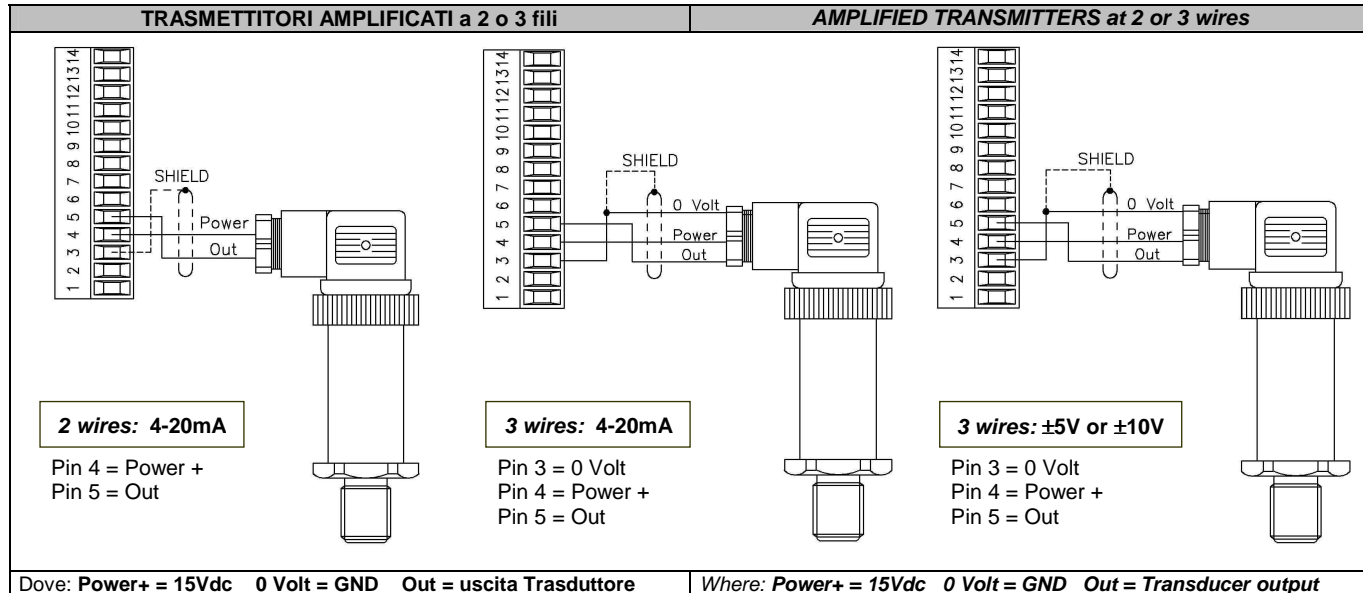 TRASMETTITORI AMPLIFICATI a 2 o 3 fili
AMPLIFIED TRANSMITTERS at 2 or 3 wires
1 2 3 4 5 6 7 8 9 10 11 12 13 14
SHIELD
Power
Out
2 wires: 4-20mA
Pin 4 = Power +
Pin 5 = Out
1 2 3 4 5 6 7 8 9 10 11 12 13 14
SHIELD
0 Volt
Power
Out
3 wires: 4-20mA
Pin 3 = 0 Volt
Pin 4 = Power +
Pin 5 = Out
1 2 3 4 5 6 7 8 9 10 11 12 13 14
SHIELD
0 Volt
Power
Out
3 wires: ±5V or ±10V
Pin 3 = 0 Volt
Pin 4 = Power +
Pin 5 = Out
Dove: Power+ = 15Vdc 0 Volt = GND Out = uscita Trasduttore
Where: Power+ = 15Vdc 0 Volt = GND Out = Transducer output